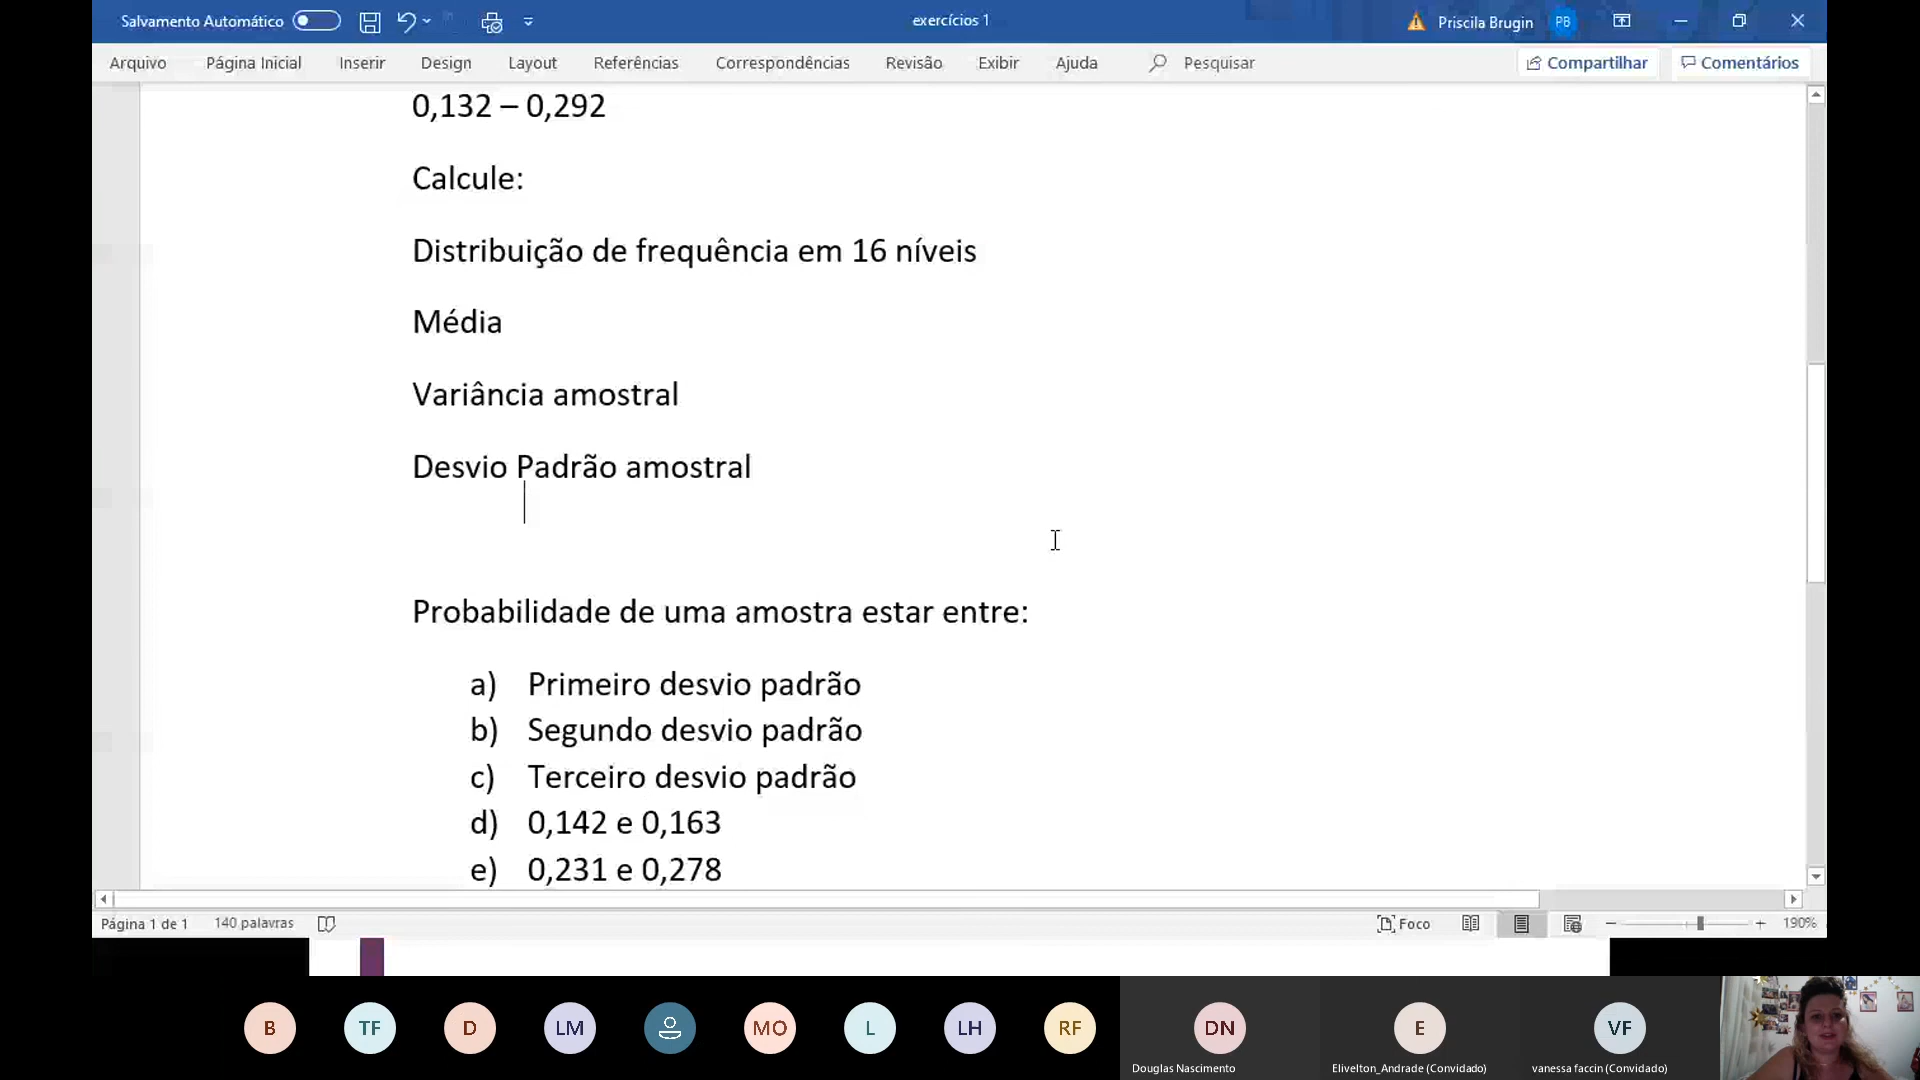 Salvamento Automático
exercícios 1
Priscila Brugin
PB
Arquivo
Página Inicial
Inserir
Design
Layout
Referências
Correspondências
Revisão
Exibir
Ajuda
Pesquisar
Compartilhar
Comentários
0,132 – 0,292
Calcule:
Distribuição de frequência em 16 níveis
Média
Variância amostral
Desvio Padrão amostral
Probabilidade de uma amostra estar entre:
a) Primeiro desvio padrão
b) Segundo desvio padrão
c) Terceiro desvio padrão
d) 0,142 e 0,163
e) 0,231 e 0,278
Página 1 de 1
140 palavras
Foco
190%
B
TF
D
LM
MO
L
LH
RF
DN
E
VF
Douglas Nascimento
Elivelton_Andrade (Convidado)
vanessa faccin (Convidado)